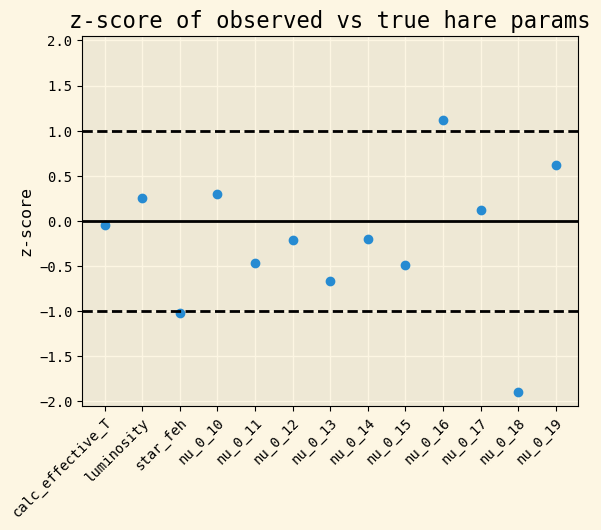 z-score of observed vs true hare params
2.0
1.5
1.0
0.5
0.0
−0.5
−1.0
−1.5
−2.0
z-score
calc_effective_T
luminosity
star_feh
nu_0_10
nu_0_11
nu_0_12
nu_0_13
nu_0_14
nu_0_15
nu_0_16
nu_0_17
nu_0_18
nu_0_19